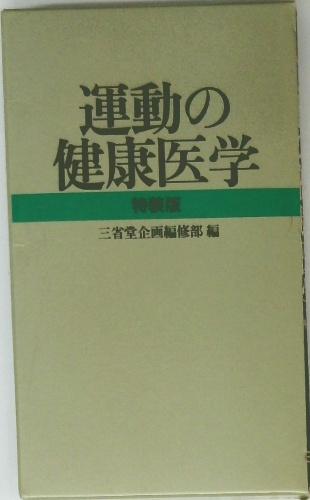 運動の
健康医学
特装版
三省堂企画編修部 編